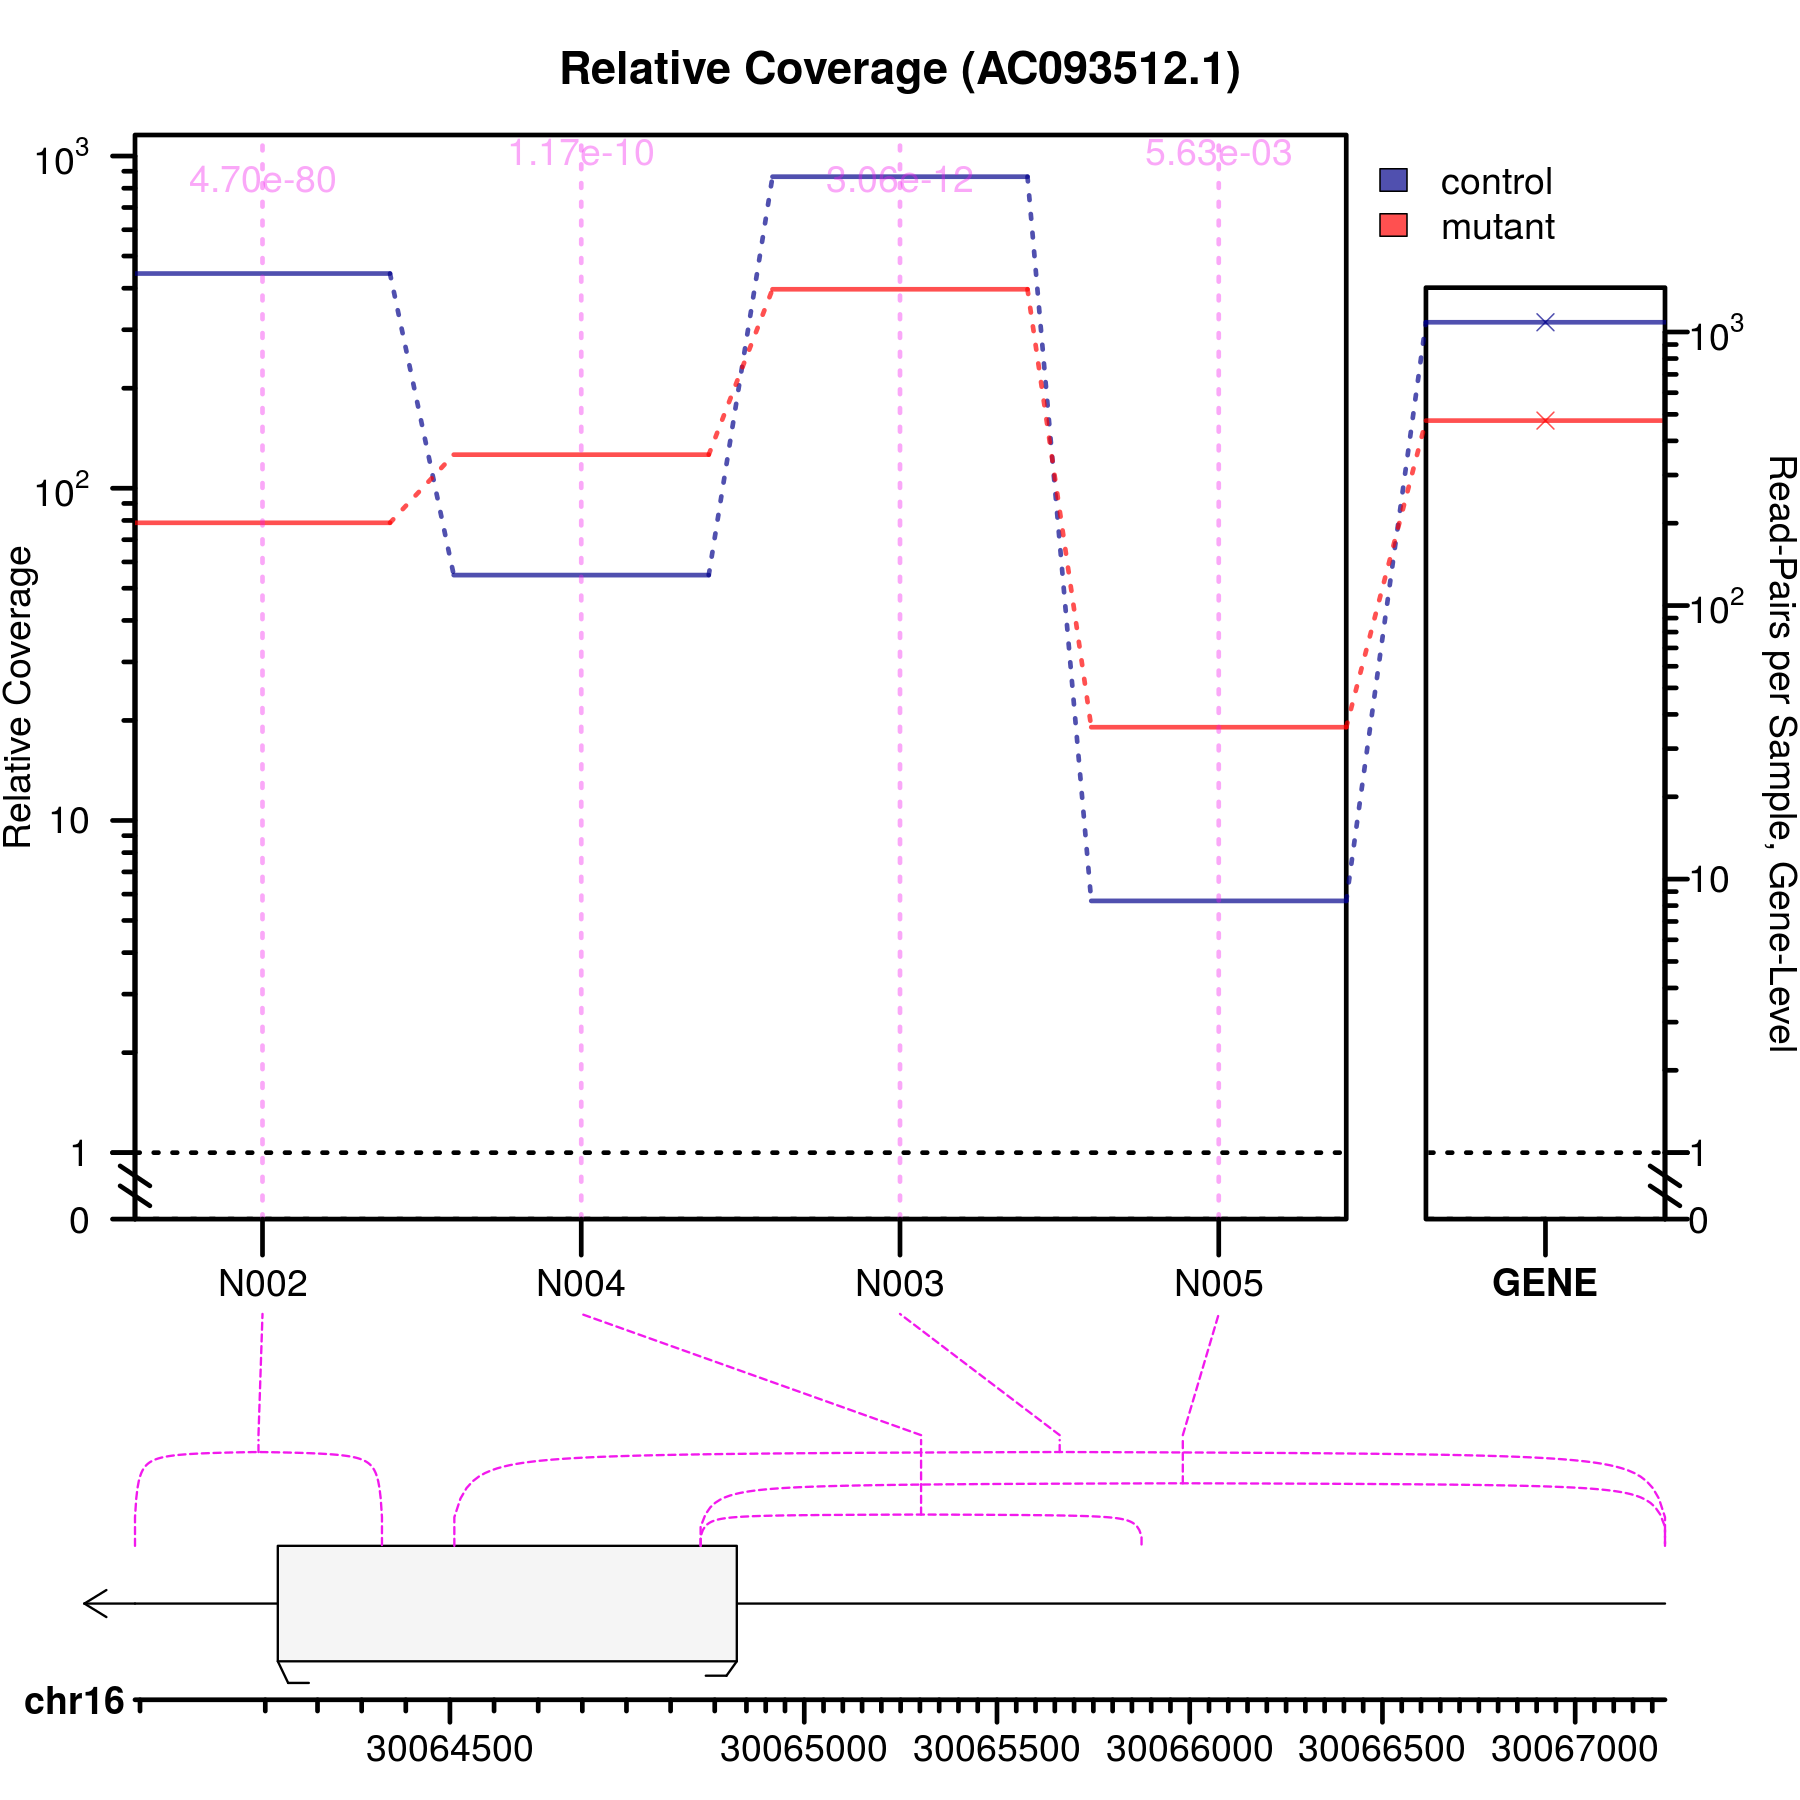 Relative Coverage (AC093512.1)
4.70e-80
1.17e-10
3.06e-12
5.63e-03
control
mutant
Relative Coverage
10³
10²
10
1
0
Read-Pairs per Sample, Gene-Level
10³
10²
10
1
0
N002 N004 N003 N005 GENE
chr16
30064500 30065000 30065500 30066000 30066500 30067000